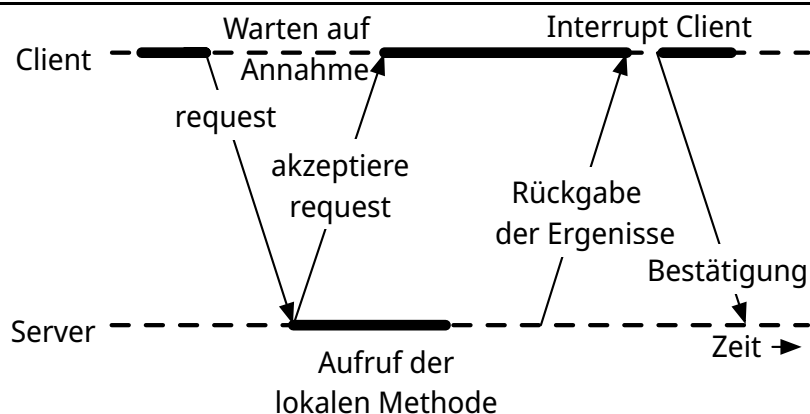 Warten auf
Annahme
Interrupt Client
Client
request
akzeptiere
request
Rückgabe
der Ergenisse
Bestätigung
Server
Zeit
Aufruf der
lokalen Methode